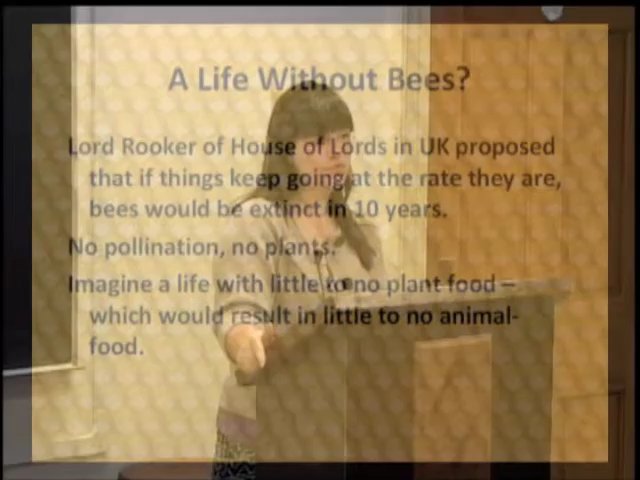 A Life Without Bees?
Lord Rooker of House of Lords in UK proposed
that if things keep going at the rate they are,
bees would be extinct in 10 years.
No pollination, no plants.
Imagine a life with little to no plant food –
which would result in little to no animal-
food.